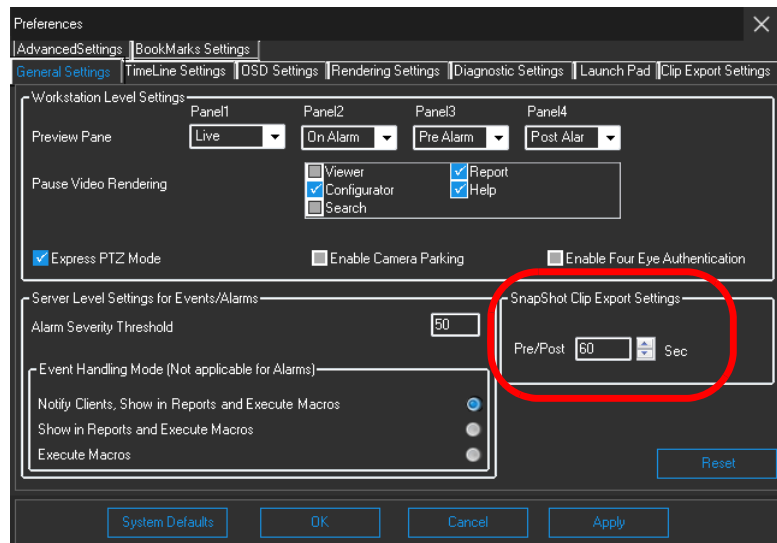 Preferences
AdvancedSettings BookMarks Settings
General Settings TimeLine Settings OSD Settings Rendering Settings Diagnostic Settings Launch Pad Clip Export Settings
Workstation Level Settings
Panel1 Panel2 Panel3 Panel4
Preview Pane Live On Alarm Pre Alarm Post Alar
Pause Video Rendering
Viewer Report
Configurator Help
Search
Express PTZ Mode Enable Camera Parking Enable Four Eye Authentication
Server Level Settings for Events/Alarms
Alarm Severity Threshold 50
Event Handling Mode (Not applicable for Alarms)
Notify Clients, Show in Reports and Execute Macros
Show in Reports and Execute Macros
Execute Macros
SnapShot Clip Export Settings
Pre/Post 60 Sec
Reset
System Defaults OK Cancel Apply